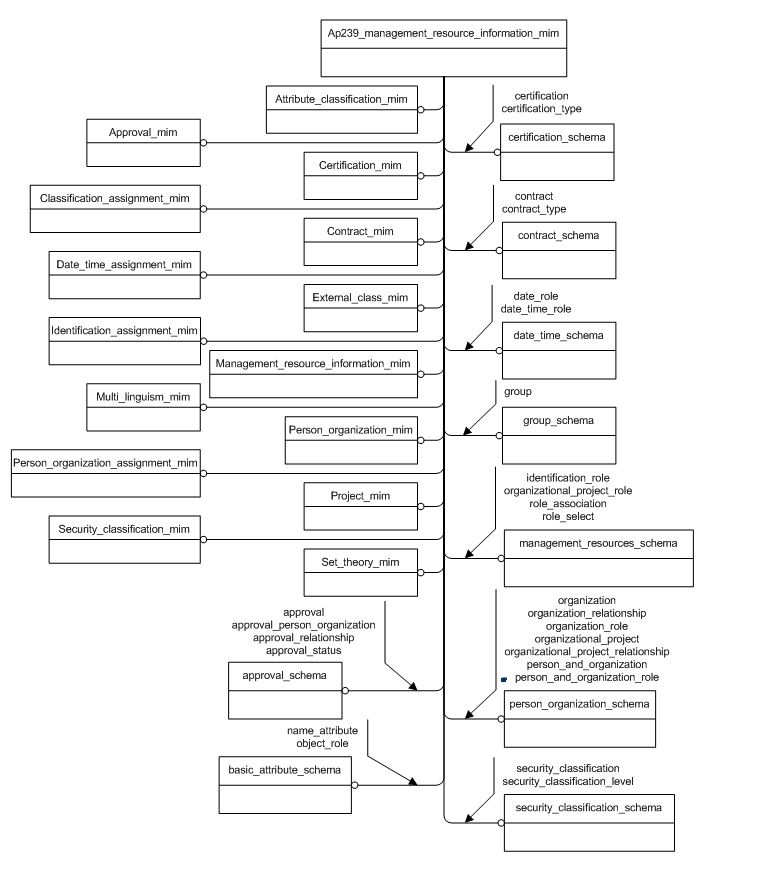 Ap239_management_resource_information_mim
Attribute_classification_mim
Approval_mim
Certification_mim
Classification_assignment_mim
Contract_mim
Date_time_assignment_mim
External_class_mim
Identification_assignment_mim
Management_resource_information_mim
Multi_linguism_mim
Person_organization_mim
Person_organization_assignment_mim
Project_mim
Security_classification_mim
Set_theory_mim
approval
approval_person_organization
approval_relationship
approval_status
approval_schema
name_attribute
object_role
basic_attribute_schema
certification
certification_type
certification_schema
contract
contract_type
contract_schema
date_role
date_time_role
date_time_schema
group
group_schema
identification_role
organizational_project_role
role_association
role_select
management_resources_schema
organization
organization_relationship
organization_role
organizational_project
organizational_project_relationship
person_and_organization
person_and_organization_role
person_organization_schema
security_classification
security_classification_level
security_classification_schema